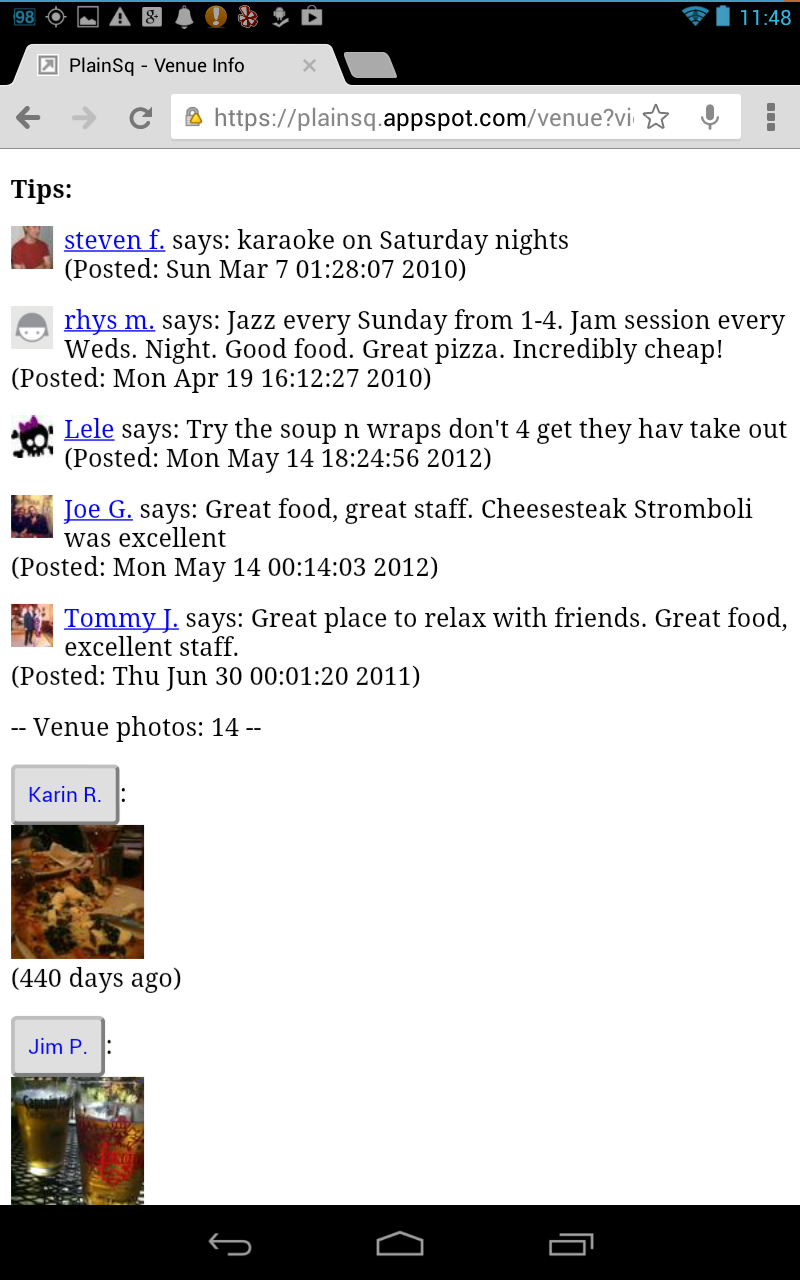 98
11:48
PlainSq - Venue Info
https://plainsq.appspot.com/venue?vi
Tips:
steven f. says: karaoke on Saturday nights
(Posted: Sun Mar 7 01:28:07 2010)
rhys m. says: Jazz every Sunday from 1-4. Jam session every
Weds. Night. Good food. Great pizza. Incredibly cheap!
(Posted: Mon Apr 19 16:12:27 2010)
Lele says: Try the soup n wraps don't 4 get they hav take out
(Posted: Mon May 14 18:24:56 2012)
Joe G. says: Great food, great staff. Cheesesteak Stromboli
was excellent
(Posted: Mon May 14 00:14:03 2012)
Tommy J. says: Great place to relax with friends. Great food,
excellent staff.
(Posted: Thu Jun 30 00:01:20 2011)
-- Venue photos: 14 --
Karin R. :
(440 days ago)
Jim P. :